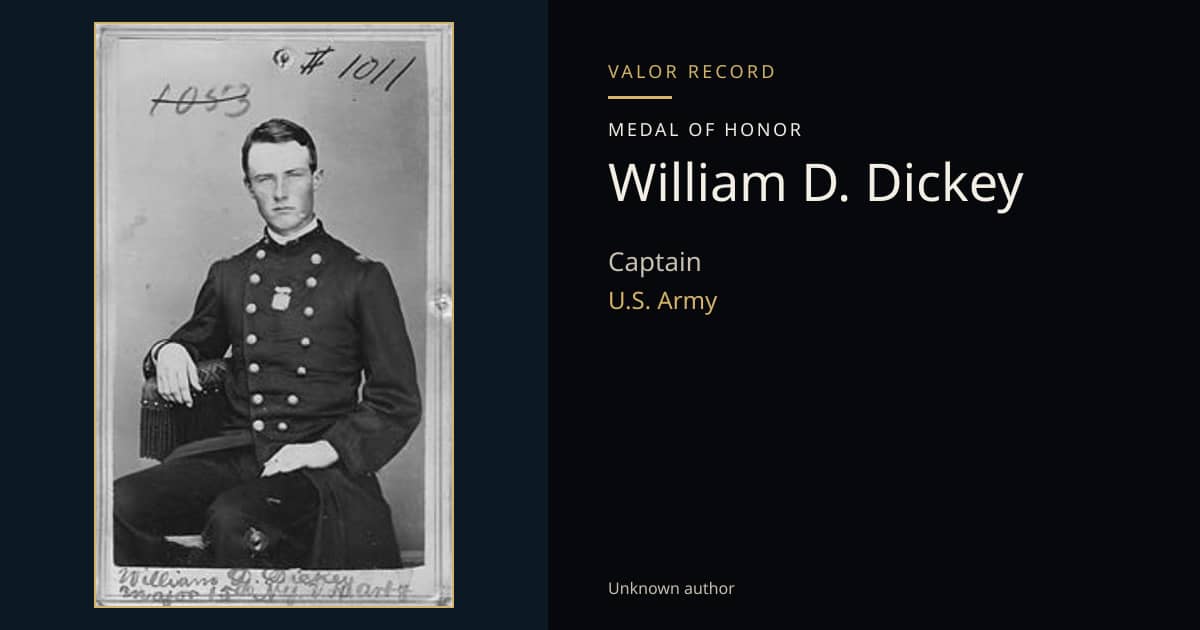 # 1011
1053
William D. Dickey
Major 15th N.Y. V. H Art'y
VALOR RECORD
MEDAL OF HONOR
William D. Dickey
Captain
U.S. Army
Unknown author